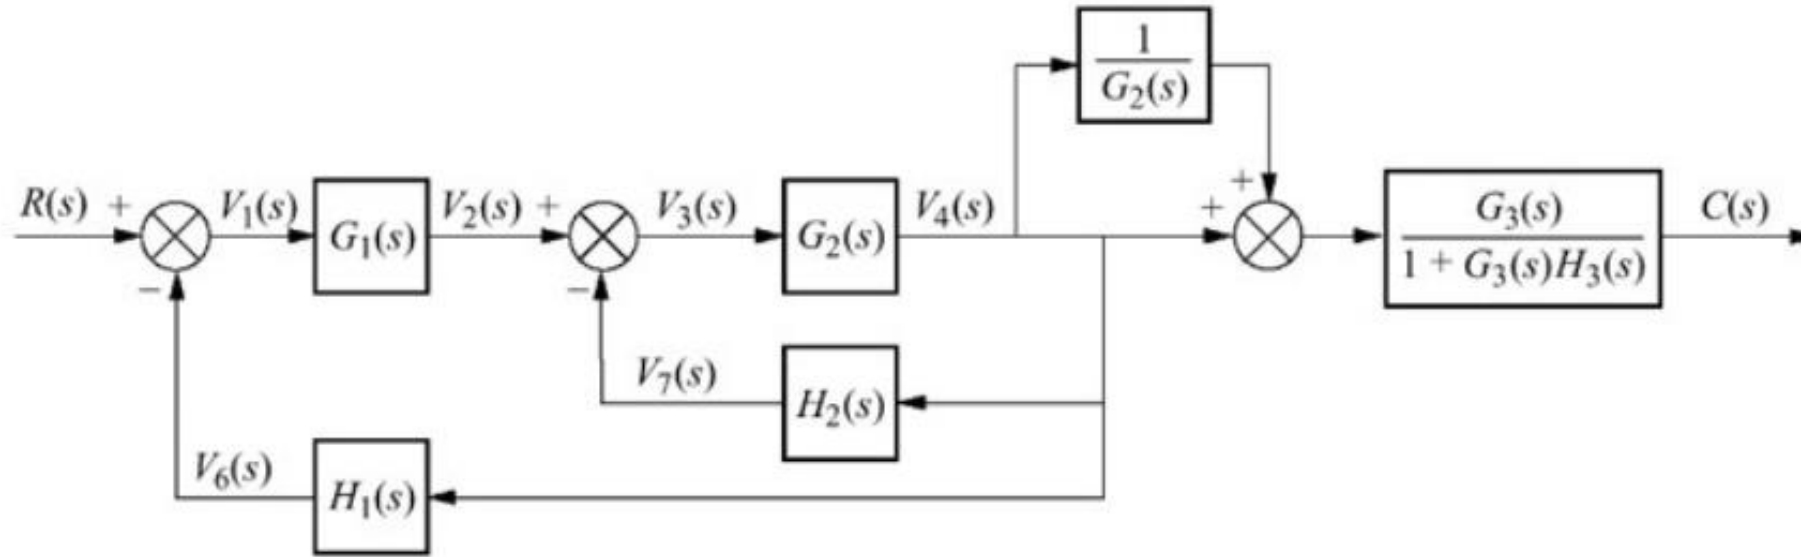 1
G₂(s)
R(s) +
V₁(s)
G₁(s)
V₂(s) +
V₃(s)
G₂(s)
V₄(s)
+
+
G₃(s)
1 + G₃(s)H₃(s)
C(s)
−
−
V₇(s)
H₂(s)
V₆(s)
H₁(s)